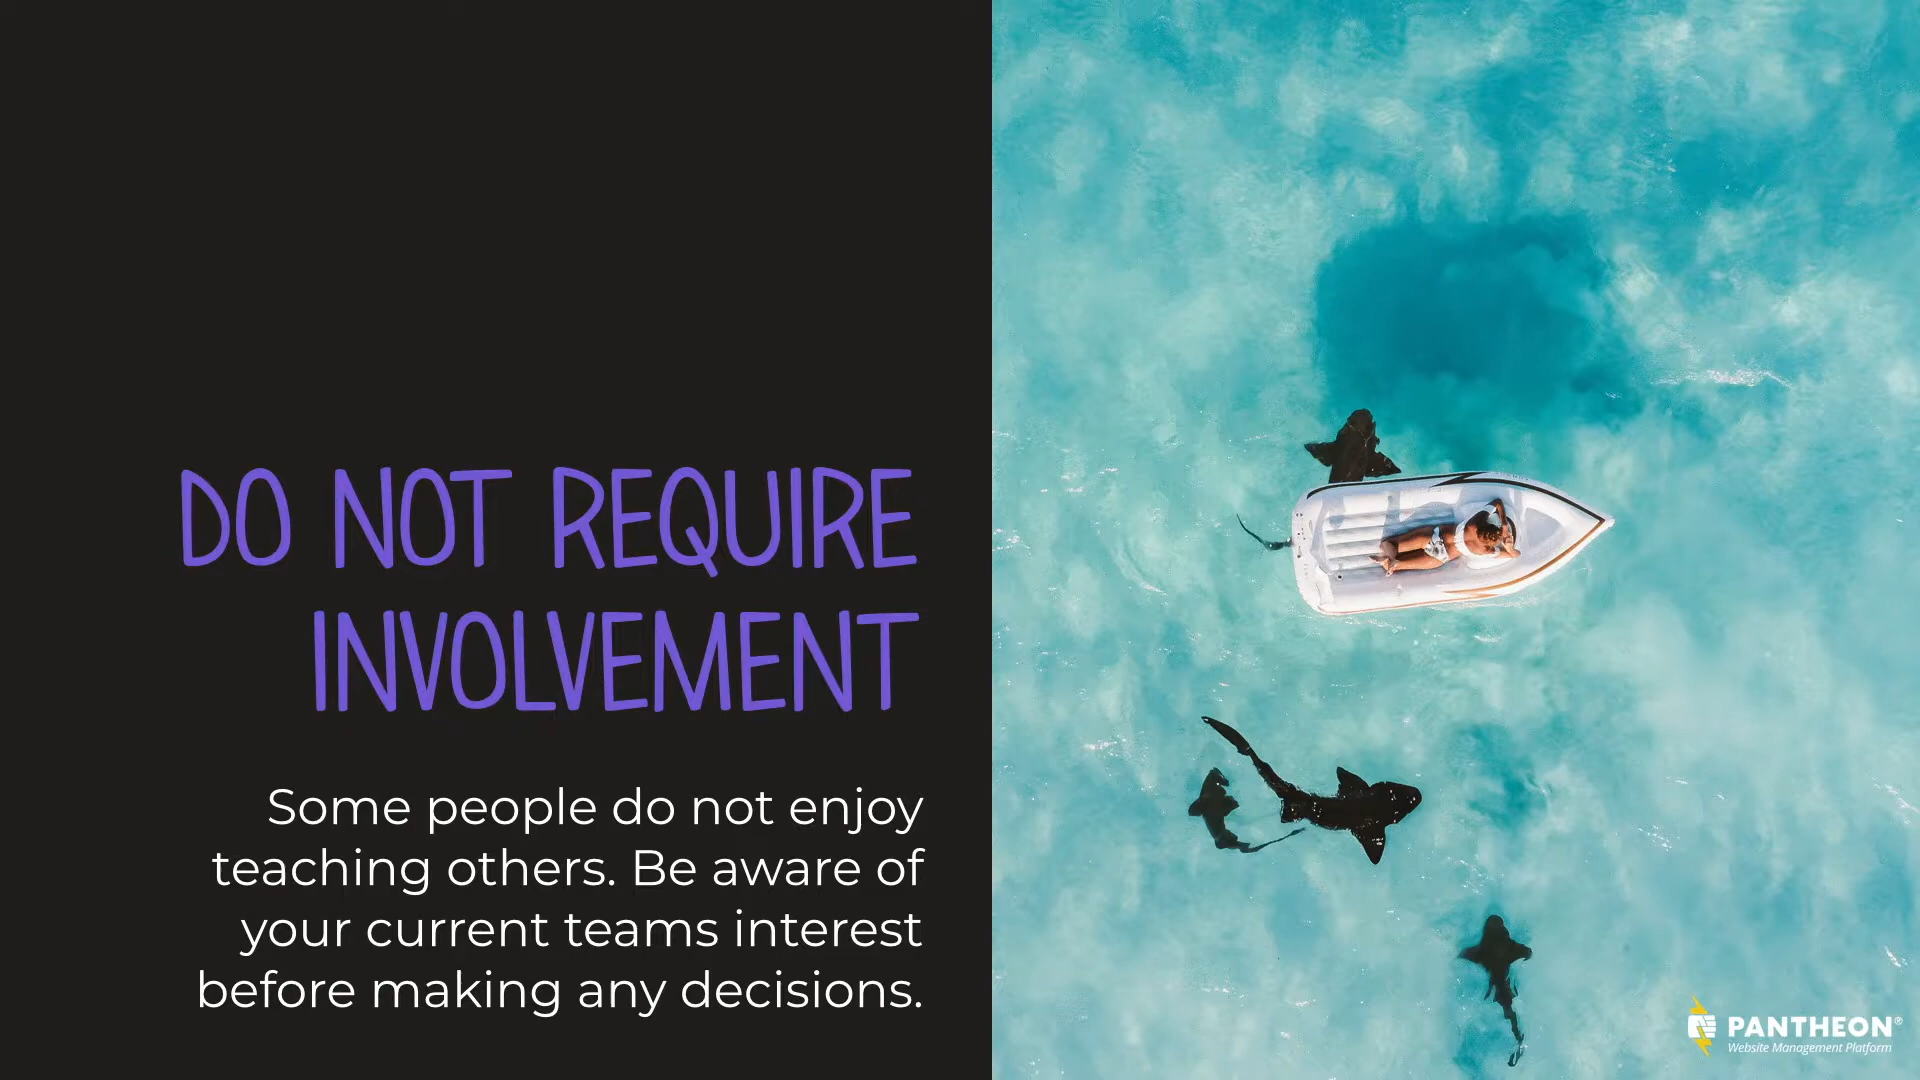 DO NOT REQUIRE
INVOLVEMENT
Some people do not enjoy
teaching others. Be aware of
your current teams interest
before making any decisions.
PANTHEON®
Website Management Platform